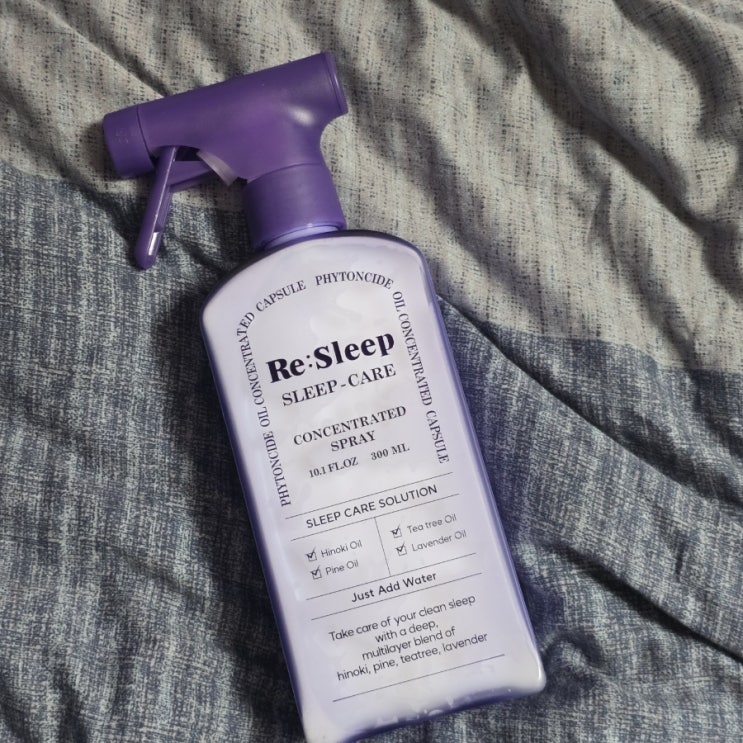 PHYTONCIDE OIL CONCENTRATED CAPSULE PHYTONCIDE OIL CONCENTRATED CAPSULE
Re:Sleep
SLEEP-CARE
CONCENTRATED
SPRAY
10.1 FL.OZ 300 ML
SLEEP CARE SOLUTION
Hinoki Oil Tea tree Oil
Pine Oil Lavender Oil
Just Add Water
Take care of your clean sleep
with a deep,
multilayer blend of
hinoki, pine, teatree, lavender